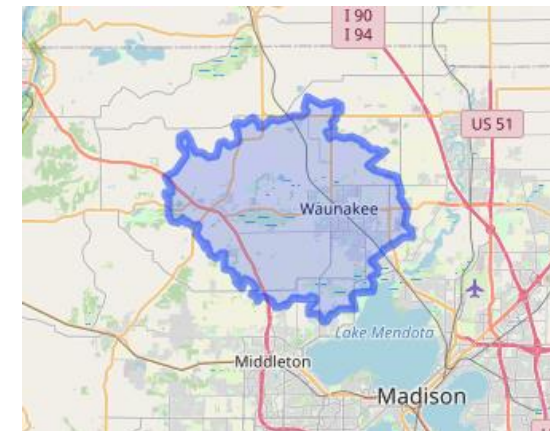 I 90
I 94
US 51
Waunakee
Lake Mendota
Middleton
Madison